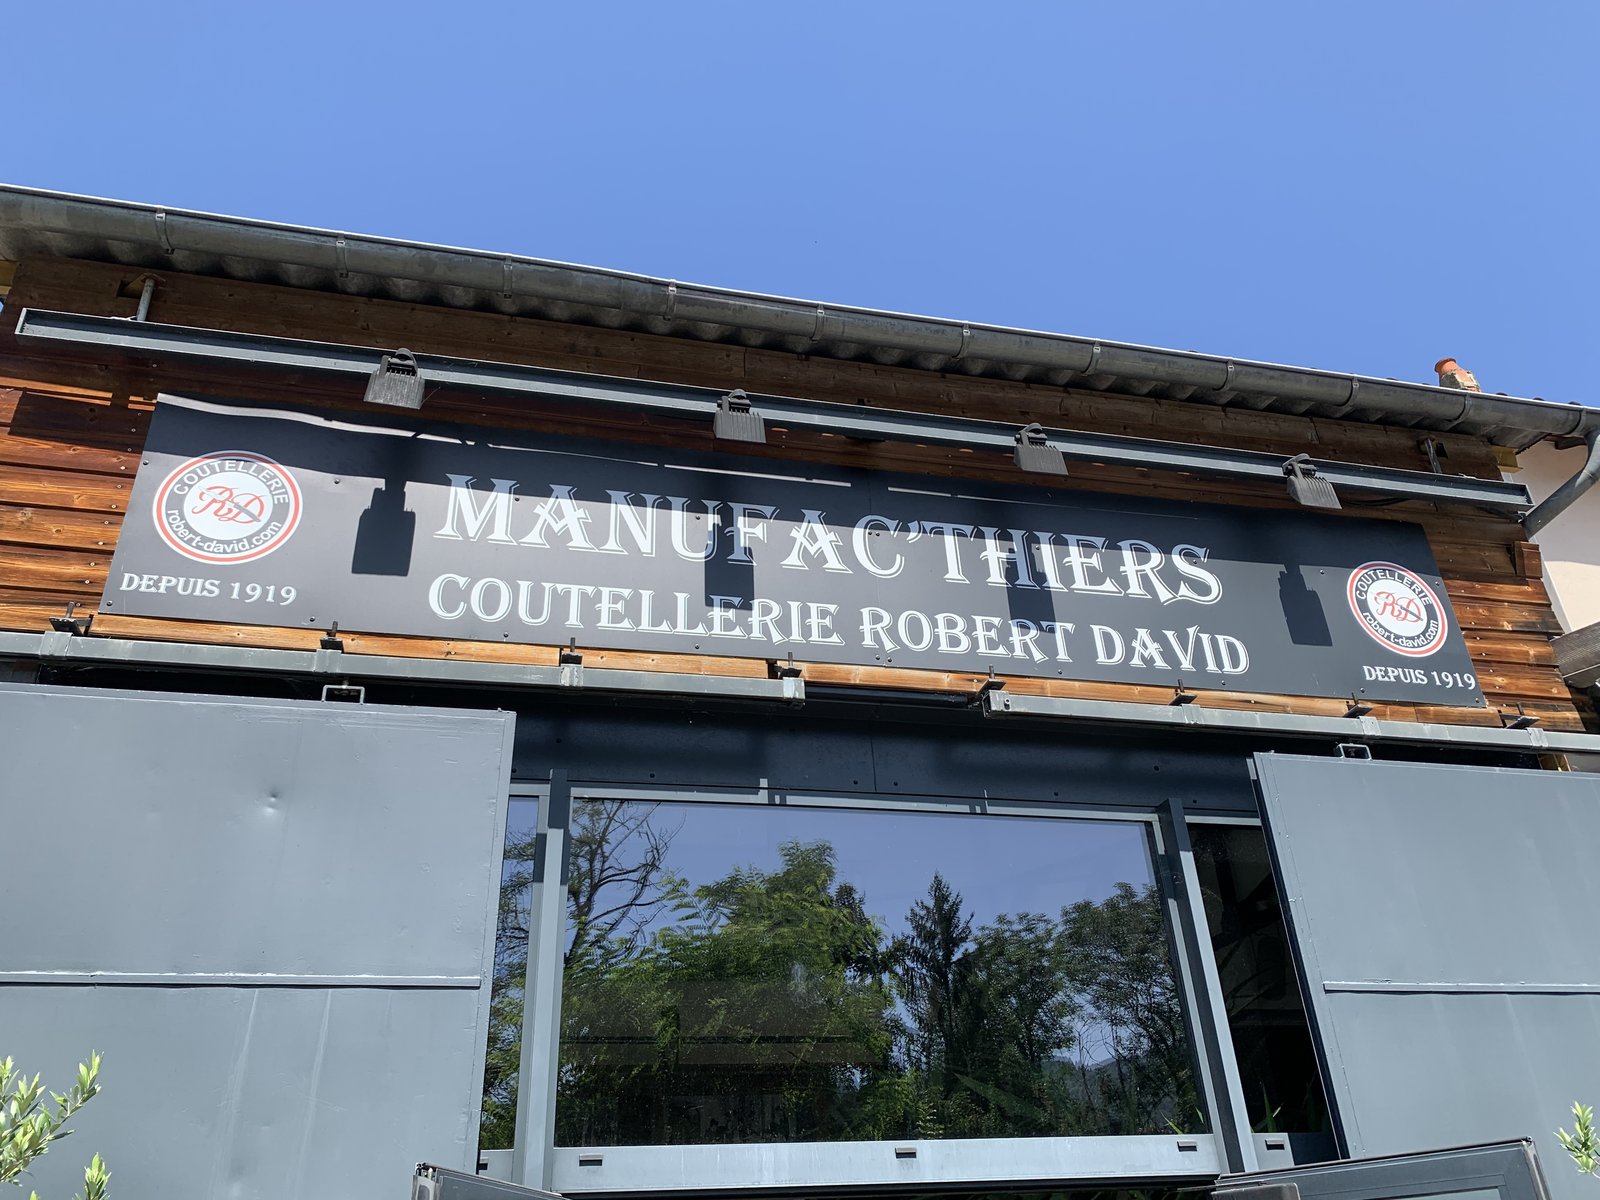 COUTELLERIE
RD
robert-david.com
DEPUIS 1919
MANUFAC'THIERS
COUTELLERIE ROBERT DAVID
COUTELLERIE
RD
robert-david.com
DEPUIS 1919